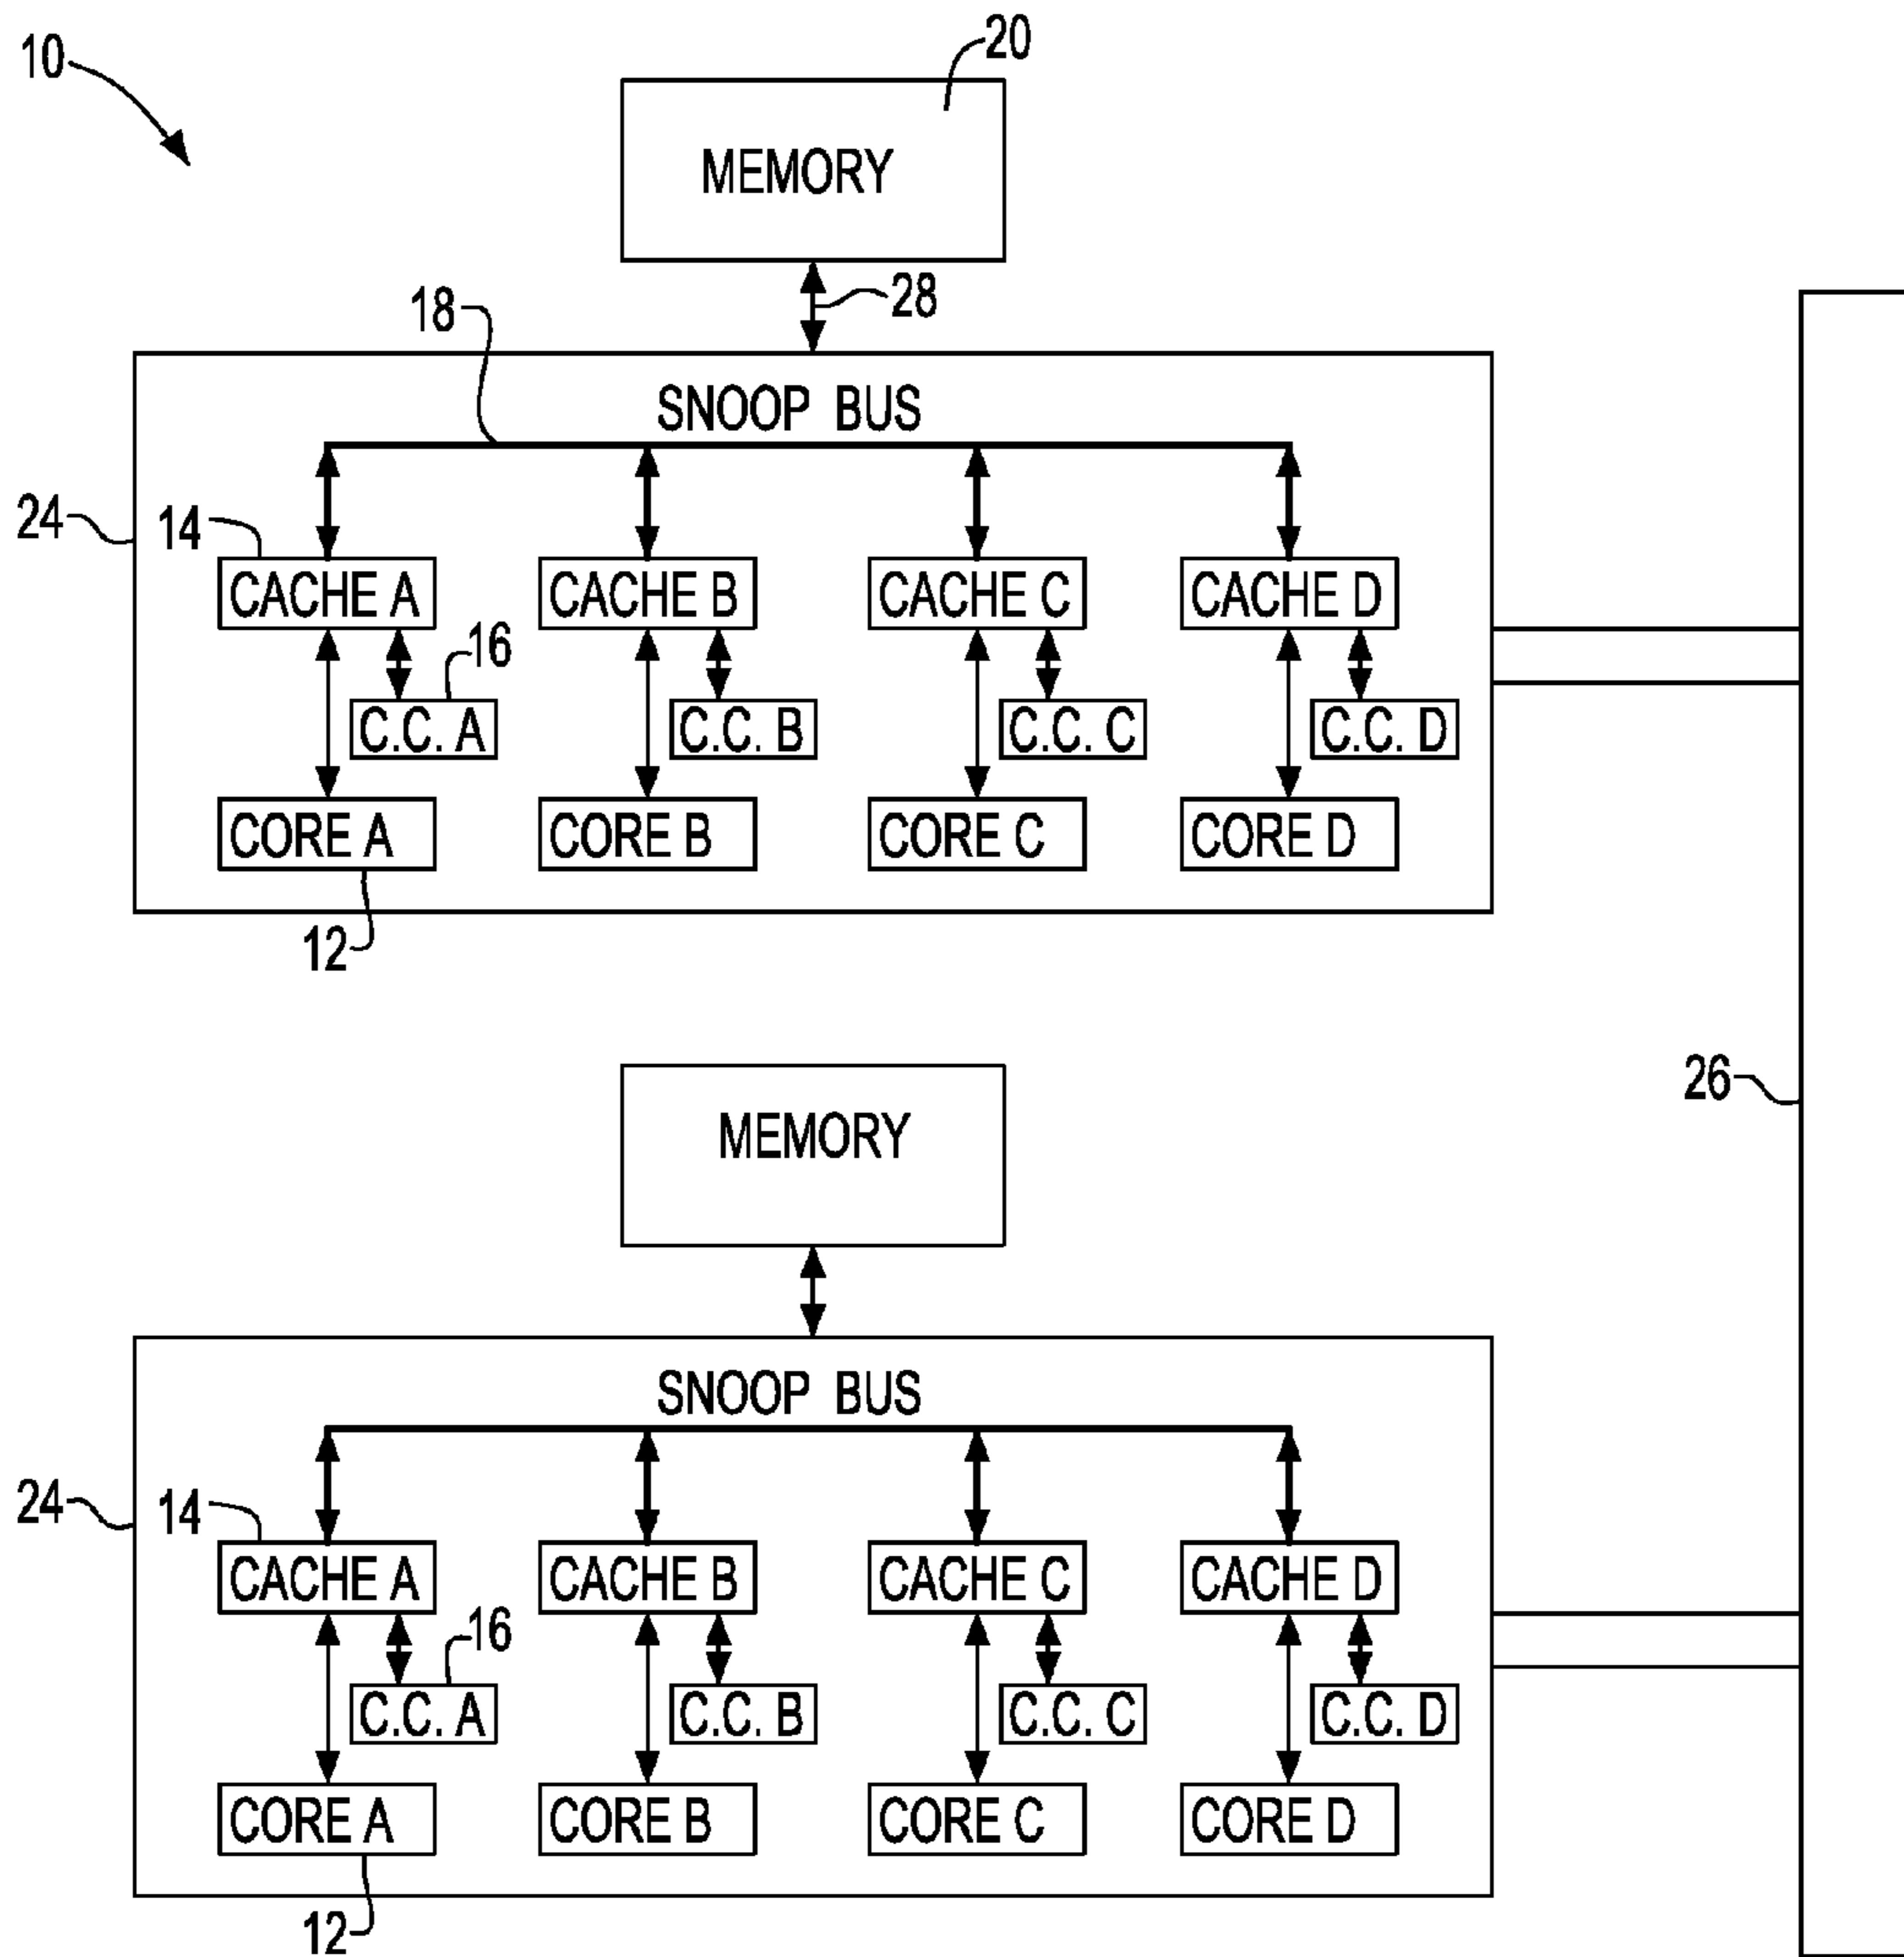 10
20
MEMORY
28
18
SNOOP BUS
24
14
CACHE A CACHE B CACHE C CACHE D
16
C.C. A C.C. B C.C. C C.C. D
CORE A CORE B CORE C CORE D
12
MEMORY
26
SNOOP BUS
24
14
CACHE A CACHE B CACHE C CACHE D
16
C.C. A C.C. B C.C. C C.C. D
CORE A CORE B CORE C CORE D
12